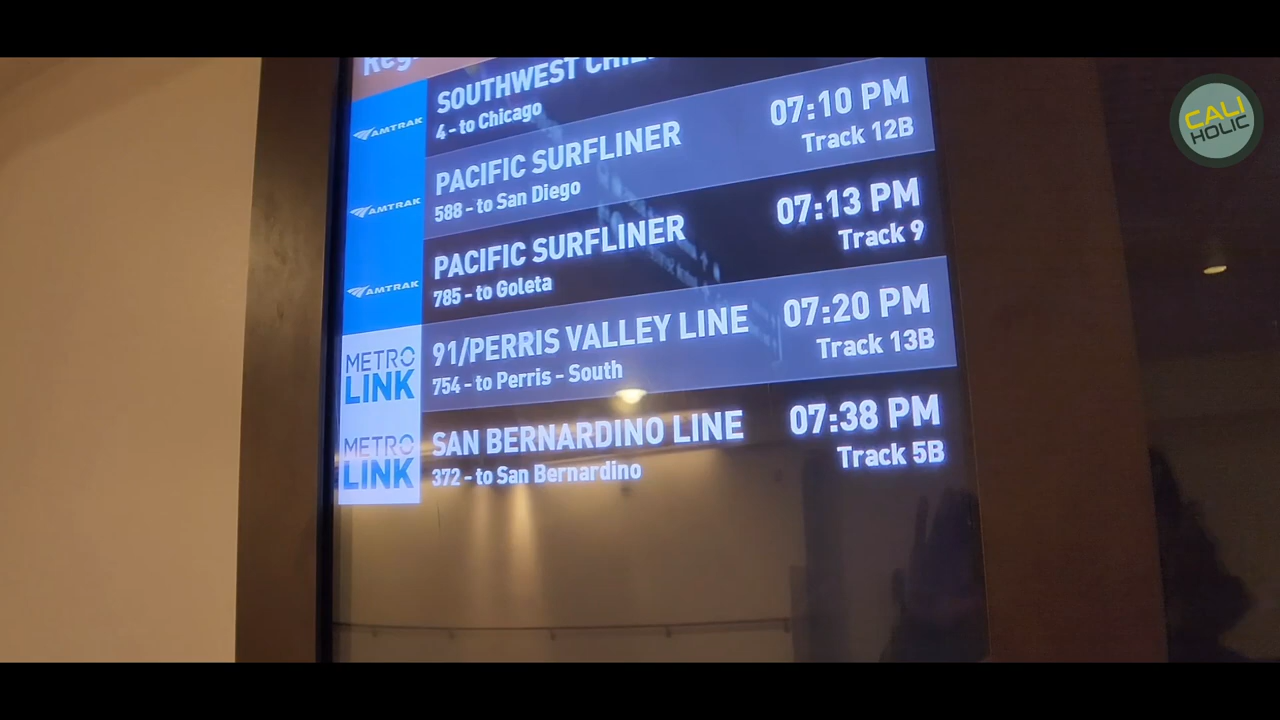 SOUTHWEST CHIEF
4 - to Chicago
AMTRAK
PACIFIC SURFLINER
588 - to San Diego
07:10 PM
Track 12B
AMTRAK
PACIFIC SURFLINER
785 - to Goleta
07:13 PM
Track 9
AMTRAK
91/PERRIS VALLEY LINE
754 - to Perris - South
07:20 PM
Track 13B
METRO
LINK
SAN BERNARDINO LINE
372 - to San Bernardino
07:38 PM
Track 5B
METRO
LINK
CALI
HOLIC